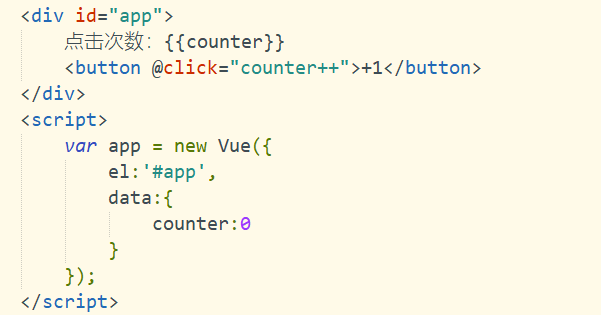 <div id="app">
    点击次数：{{counter}}
    <button @click="counter++">+1</button>
</div>
<script>
    var app = new Vue({
        el:'#app',
        data:{
            counter:0
        }
    });
</script>